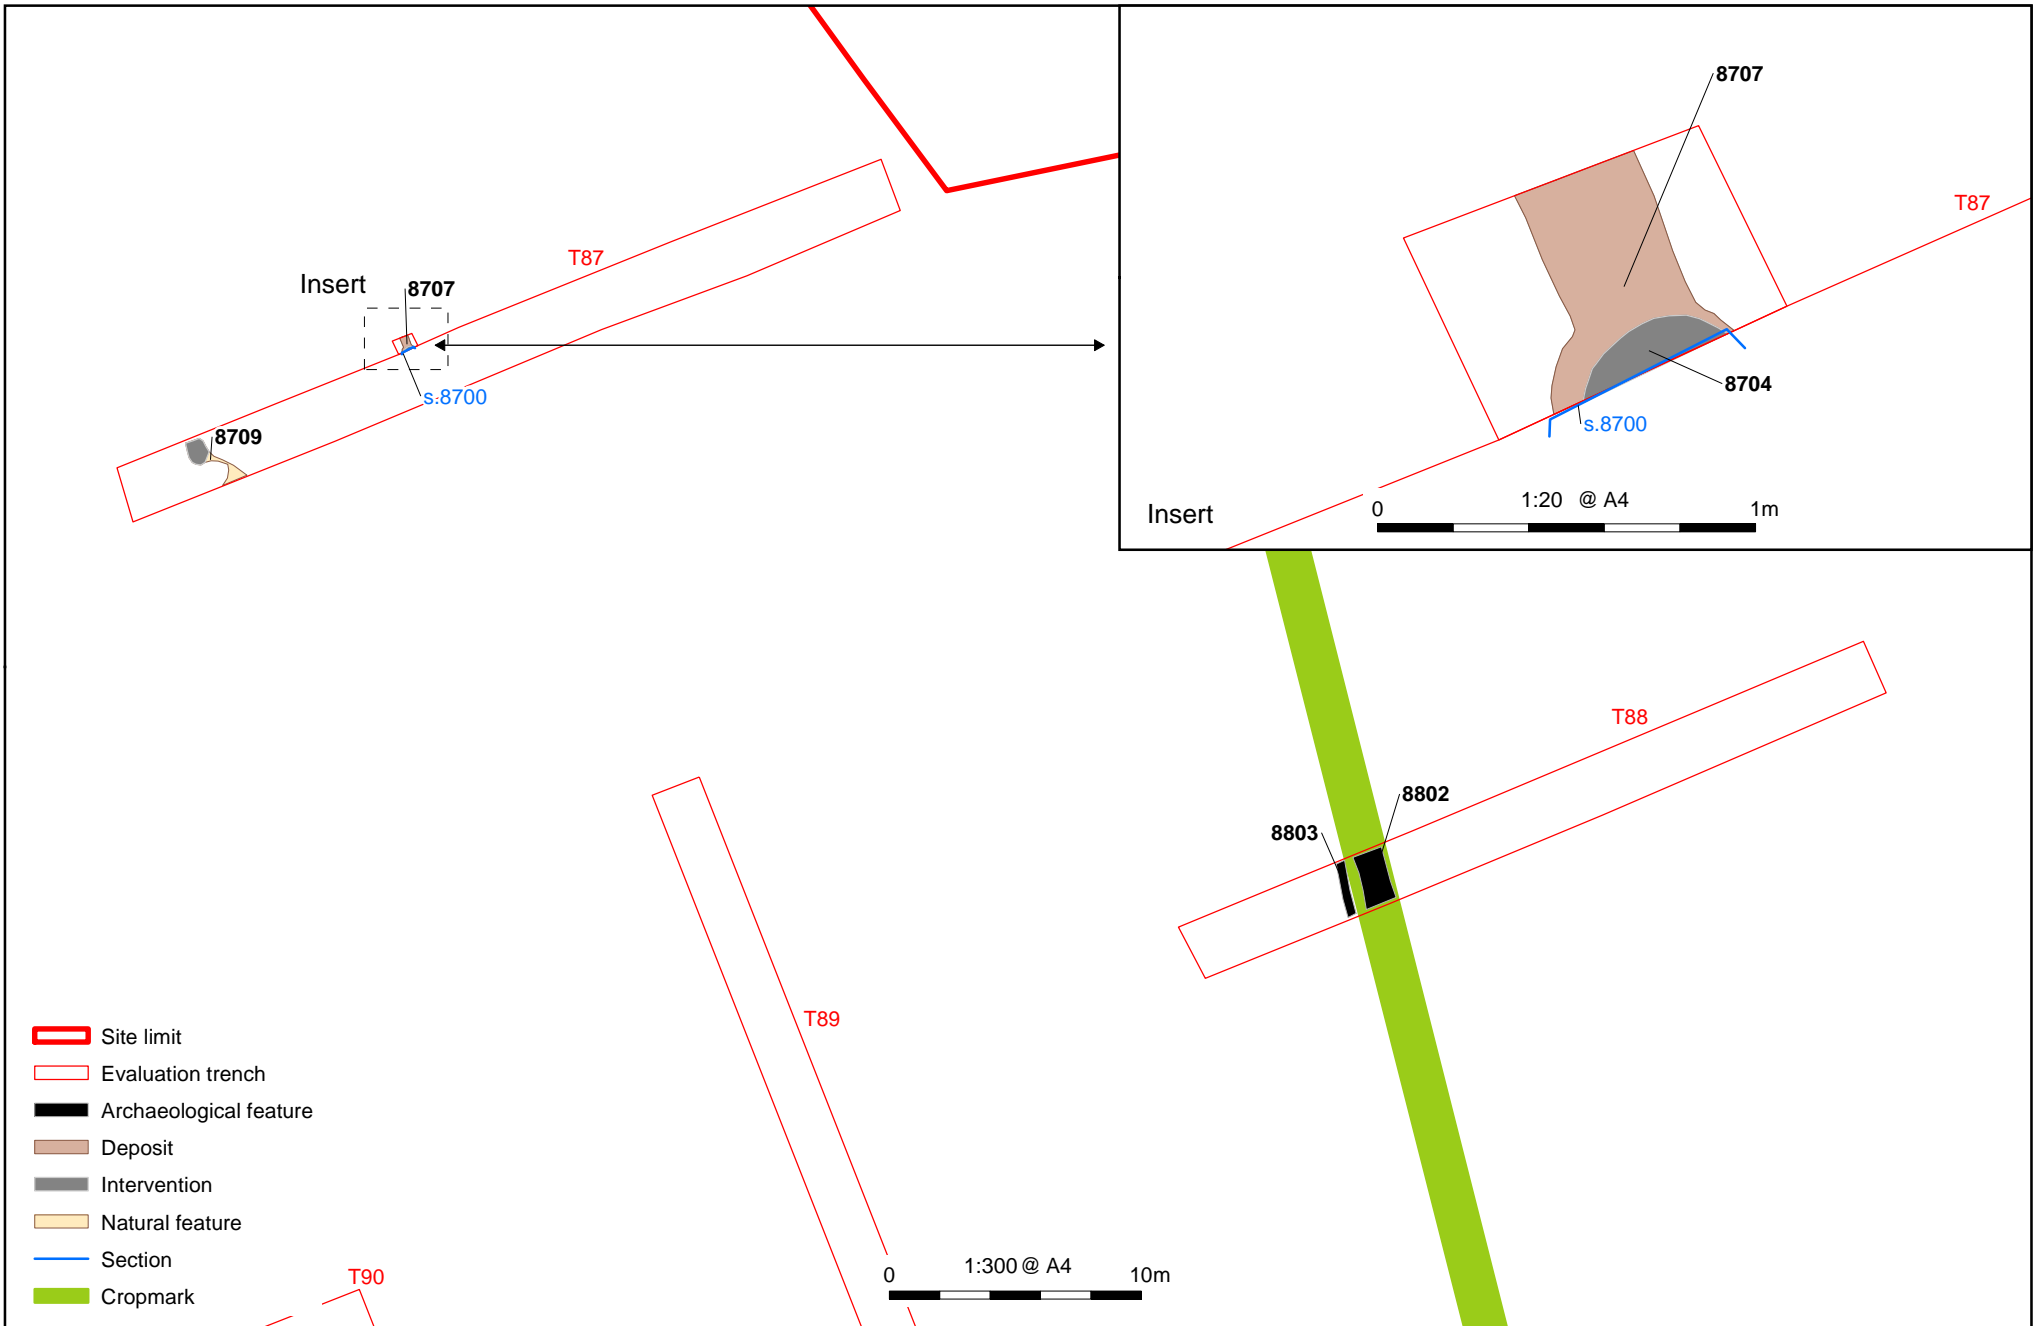 T87
Insert
8707
s.8700
8709
8707
T87
8704
s.8700
Insert
0 1:20 @ A4 1m
T88
8802
8803
T89
Site limit
Evaluation trench
Archaeological feature
Deposit
Intervention
Natural feature
Section
Cropmark
T90
0 1:300 @ A4 10m